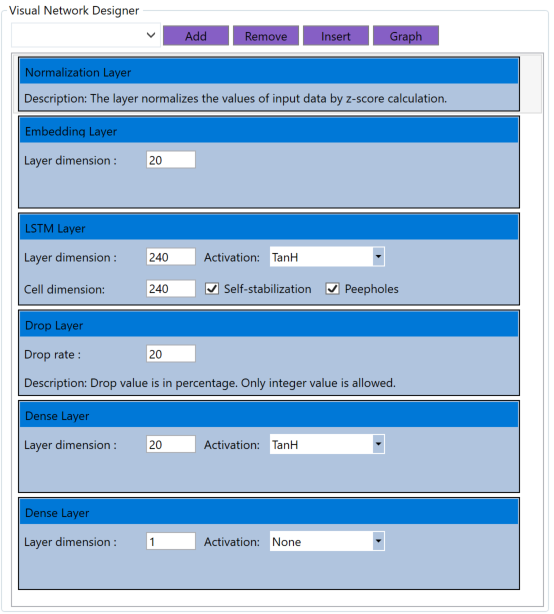 Visual Network Designer
Add Remove Insert Graph
Normalization Layer
Description: The layer normalizes the values of input data by z-score calculation.
Embedding Layer
Layer dimension : 20
LSTM Layer
Layer dimension : 240 Activation: TanH
Cell dimension: 240 Self-stabilization Peepholes
Drop Layer
Drop rate : 20
Description: Drop value is in percentage. Only integer value is allowed.
Dense Layer
Layer dimension : 20 Activation: TanH
Dense Layer
Layer dimension : 1 Activation: None